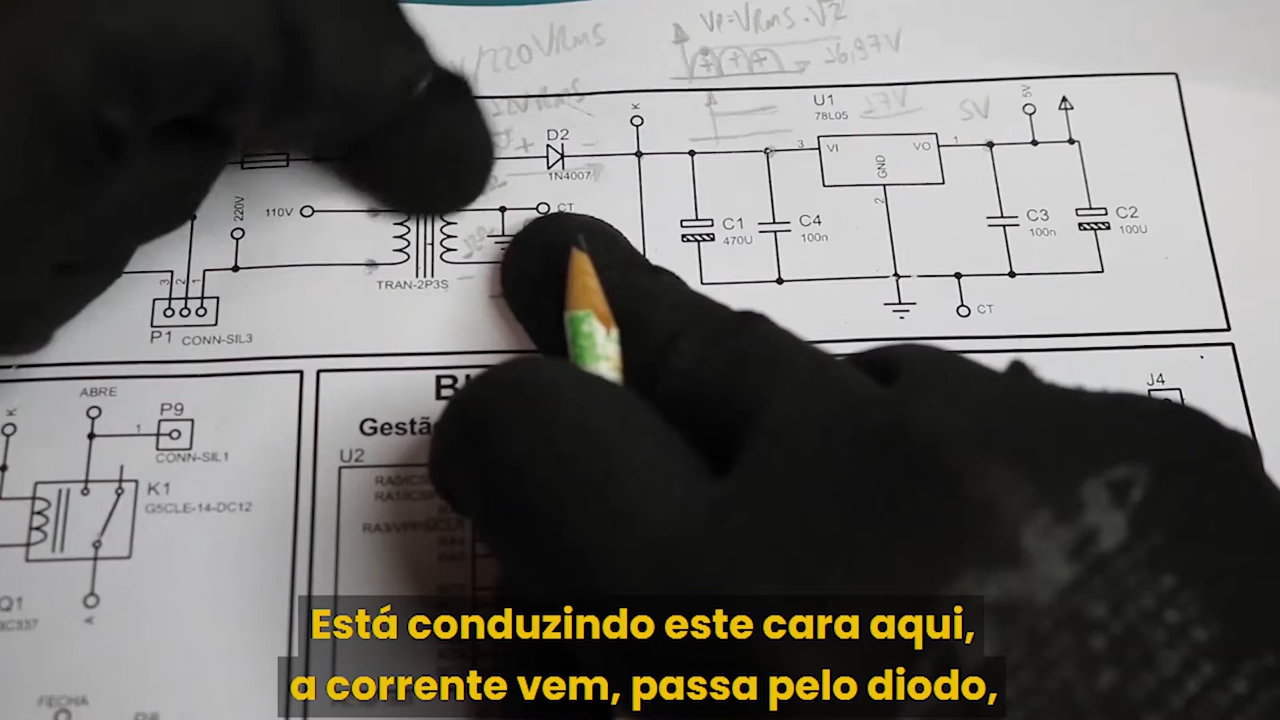 VP=VRms.√2
/220VRms
16,97V
U1
78L05
17V
5V
5V
K
D2
+
-
1N4007
3
VI
VO
1
GND
2
220V
110V
CT
C1
470U
C4
100n
C3
100n
C2
100U
TRAN-2P3S
3
2
1
P1
CONN-SIL3
CT
K
ABRE
P9
1
CONN-SIL1
K1
G5CLE-14-DC12
A
Q1
FECHA
Gestã
U2
RA4
J4
Está conduzindo este cara aqui,
a corrente vem, passa pelo diodo,